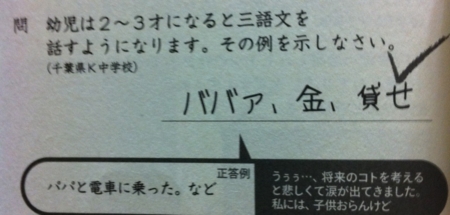 問 幼児は2~3才になると三語文を
話すようになります。その例を示しなさい。
(千葉県K中学校)
ババァ、金、貸せ
正答例
パパと電車に乗った。など
うぅぅ…、将来のコトを考える
と悲しくて涙が出てきました。
私には、子供おらんけど